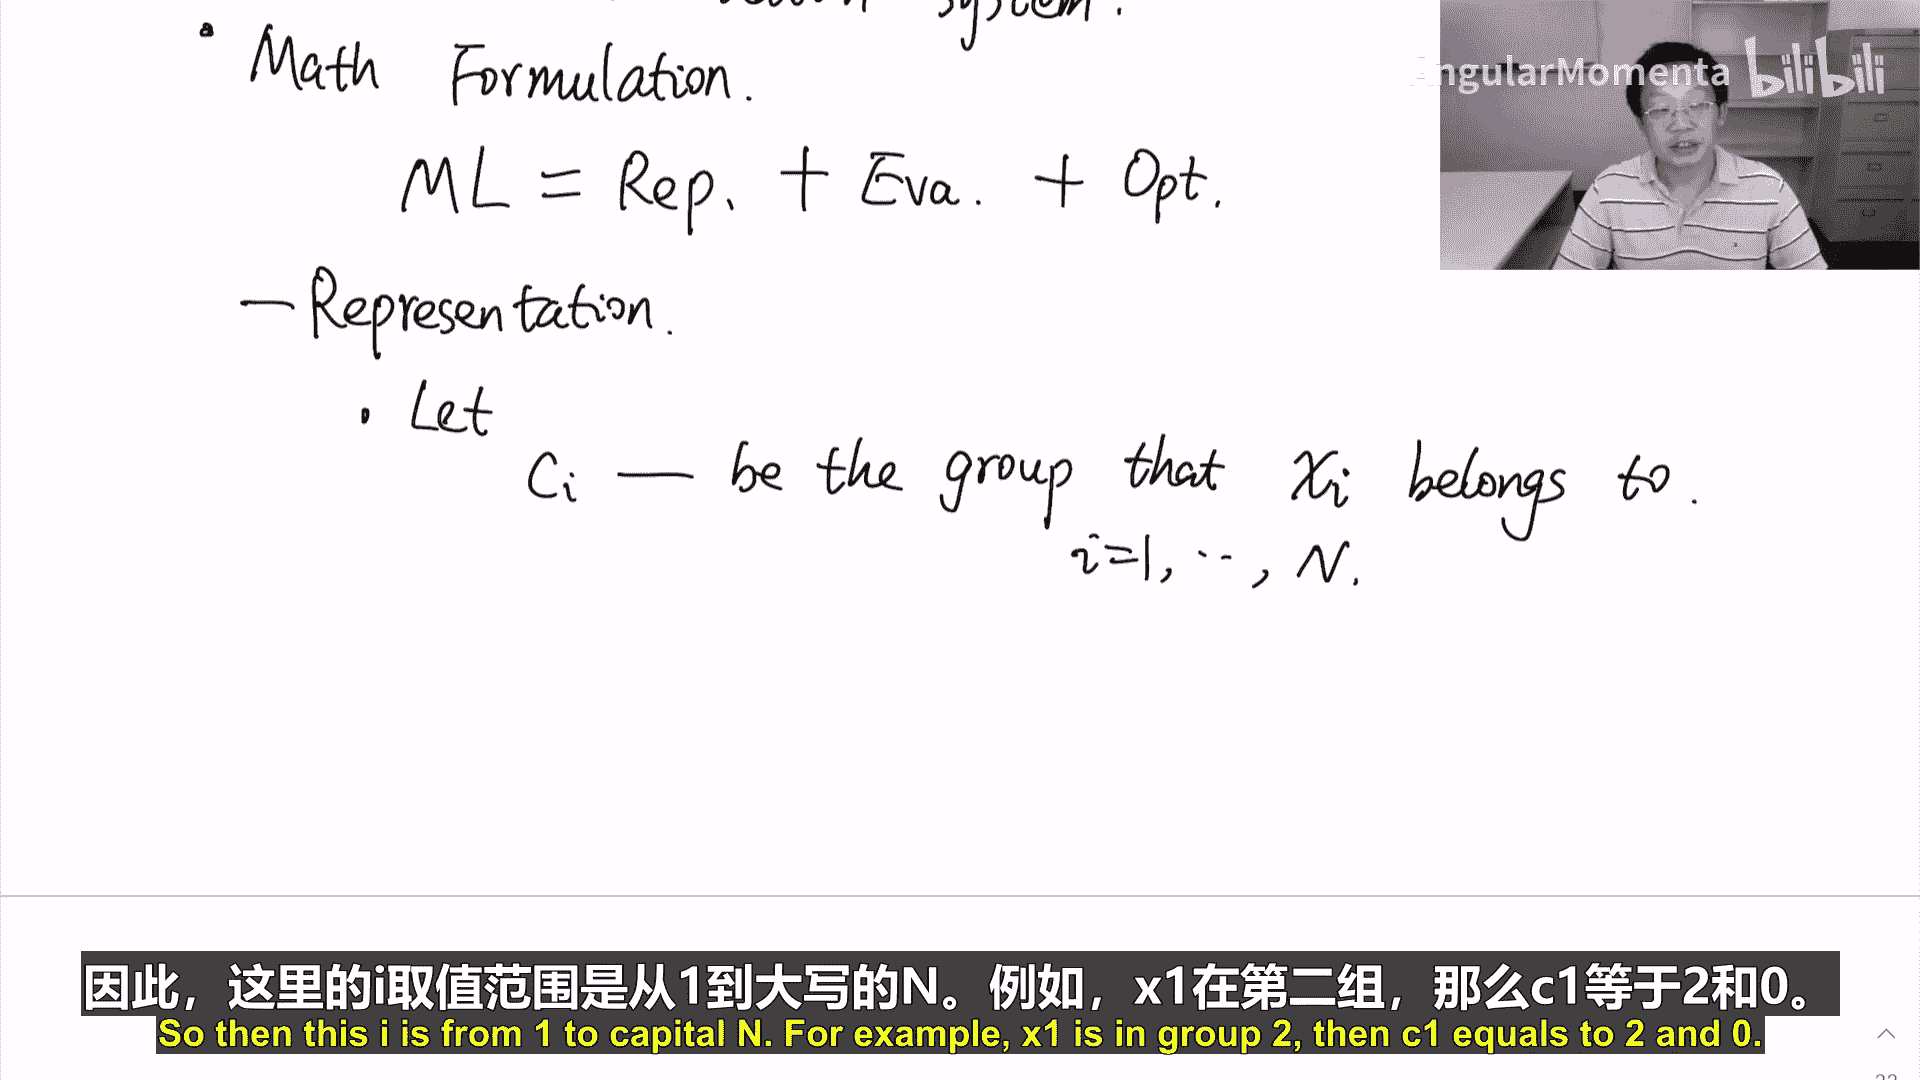 system.
• Math Formulation.
ngularMomenta bilibili
ML = Rep. + Eva. + Opt.
— Representation.
• Let
Ci — be the group that Xi belongs to.
i=1, ..., N.
因此，这里的i取值范围是从1到大写的N。例如，x1在第二组，那么c1等于2和0。
So then this i is from 1 to capital N. For example, x1 is in group 2, then c1 equals to 2 and 0.